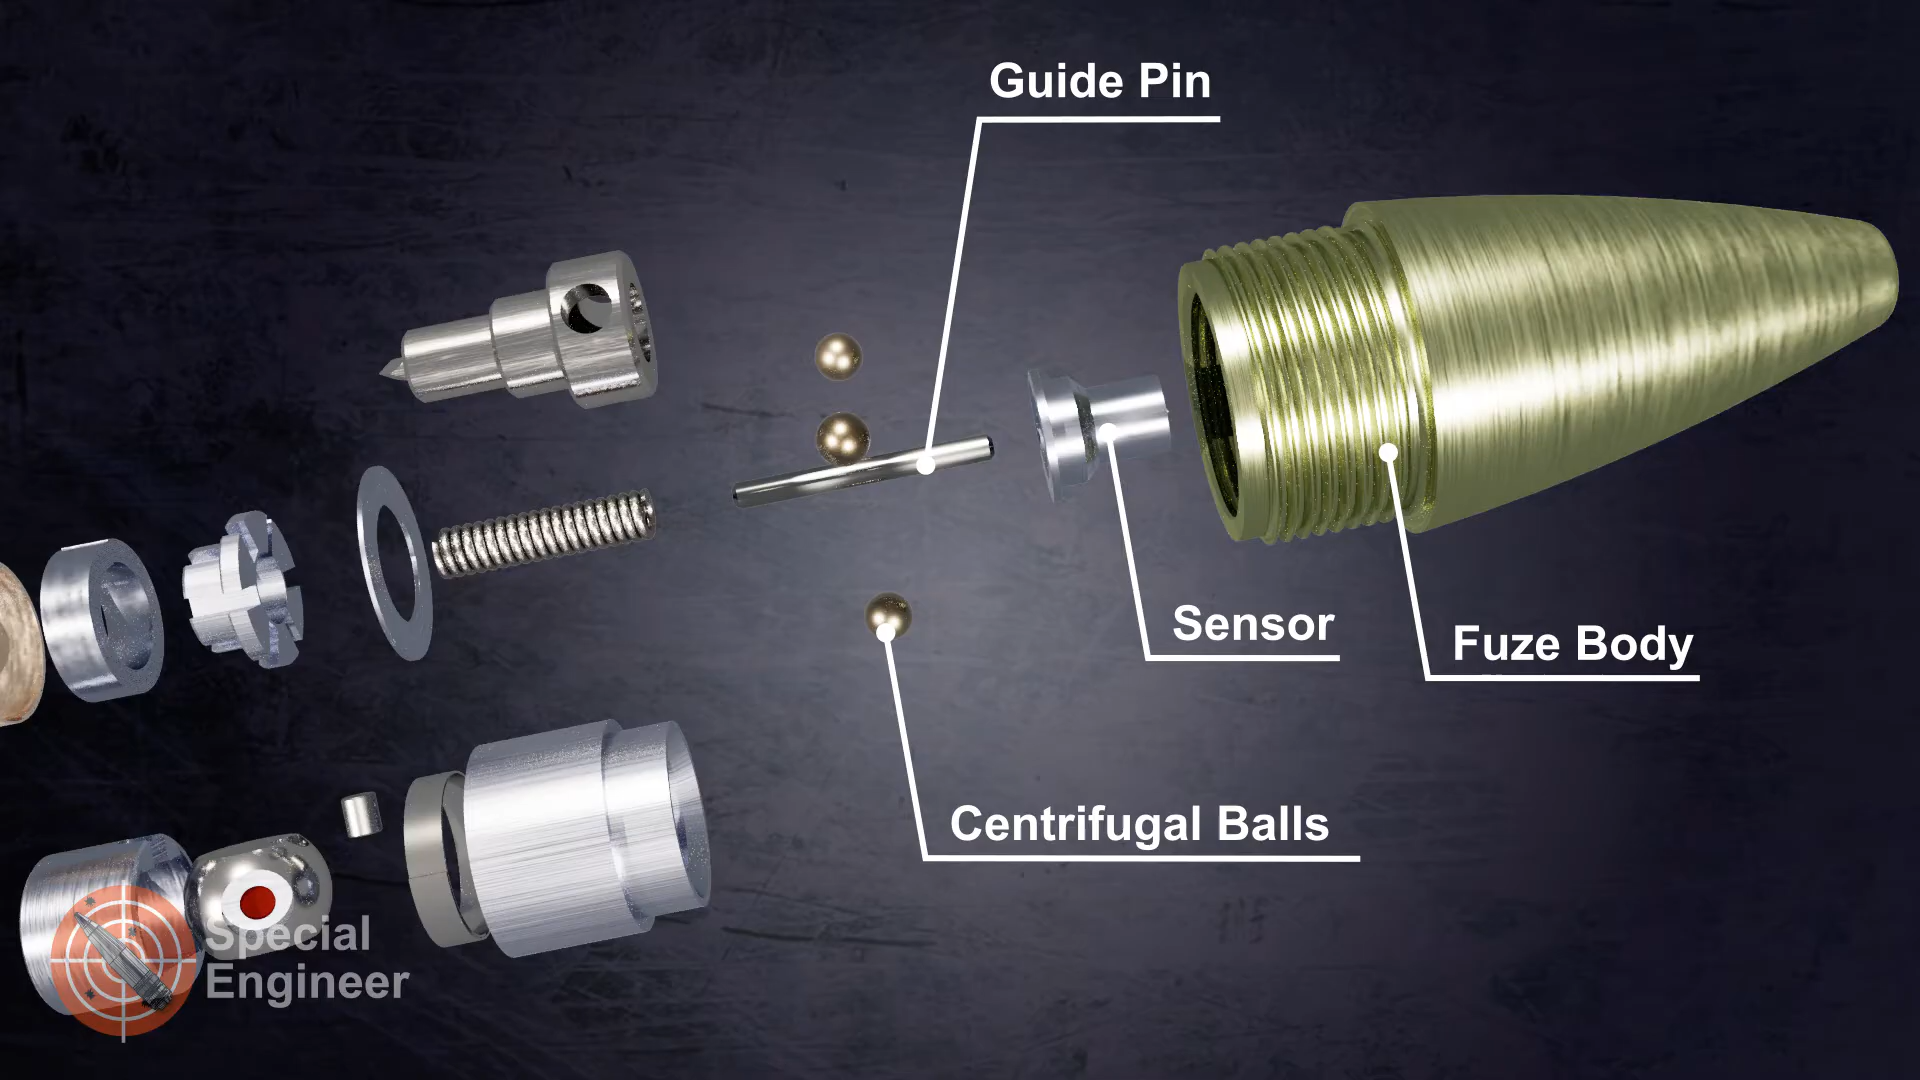 Guide Pin
Sensor
Fuze Body
Centrifugal Balls
Special
Engineer